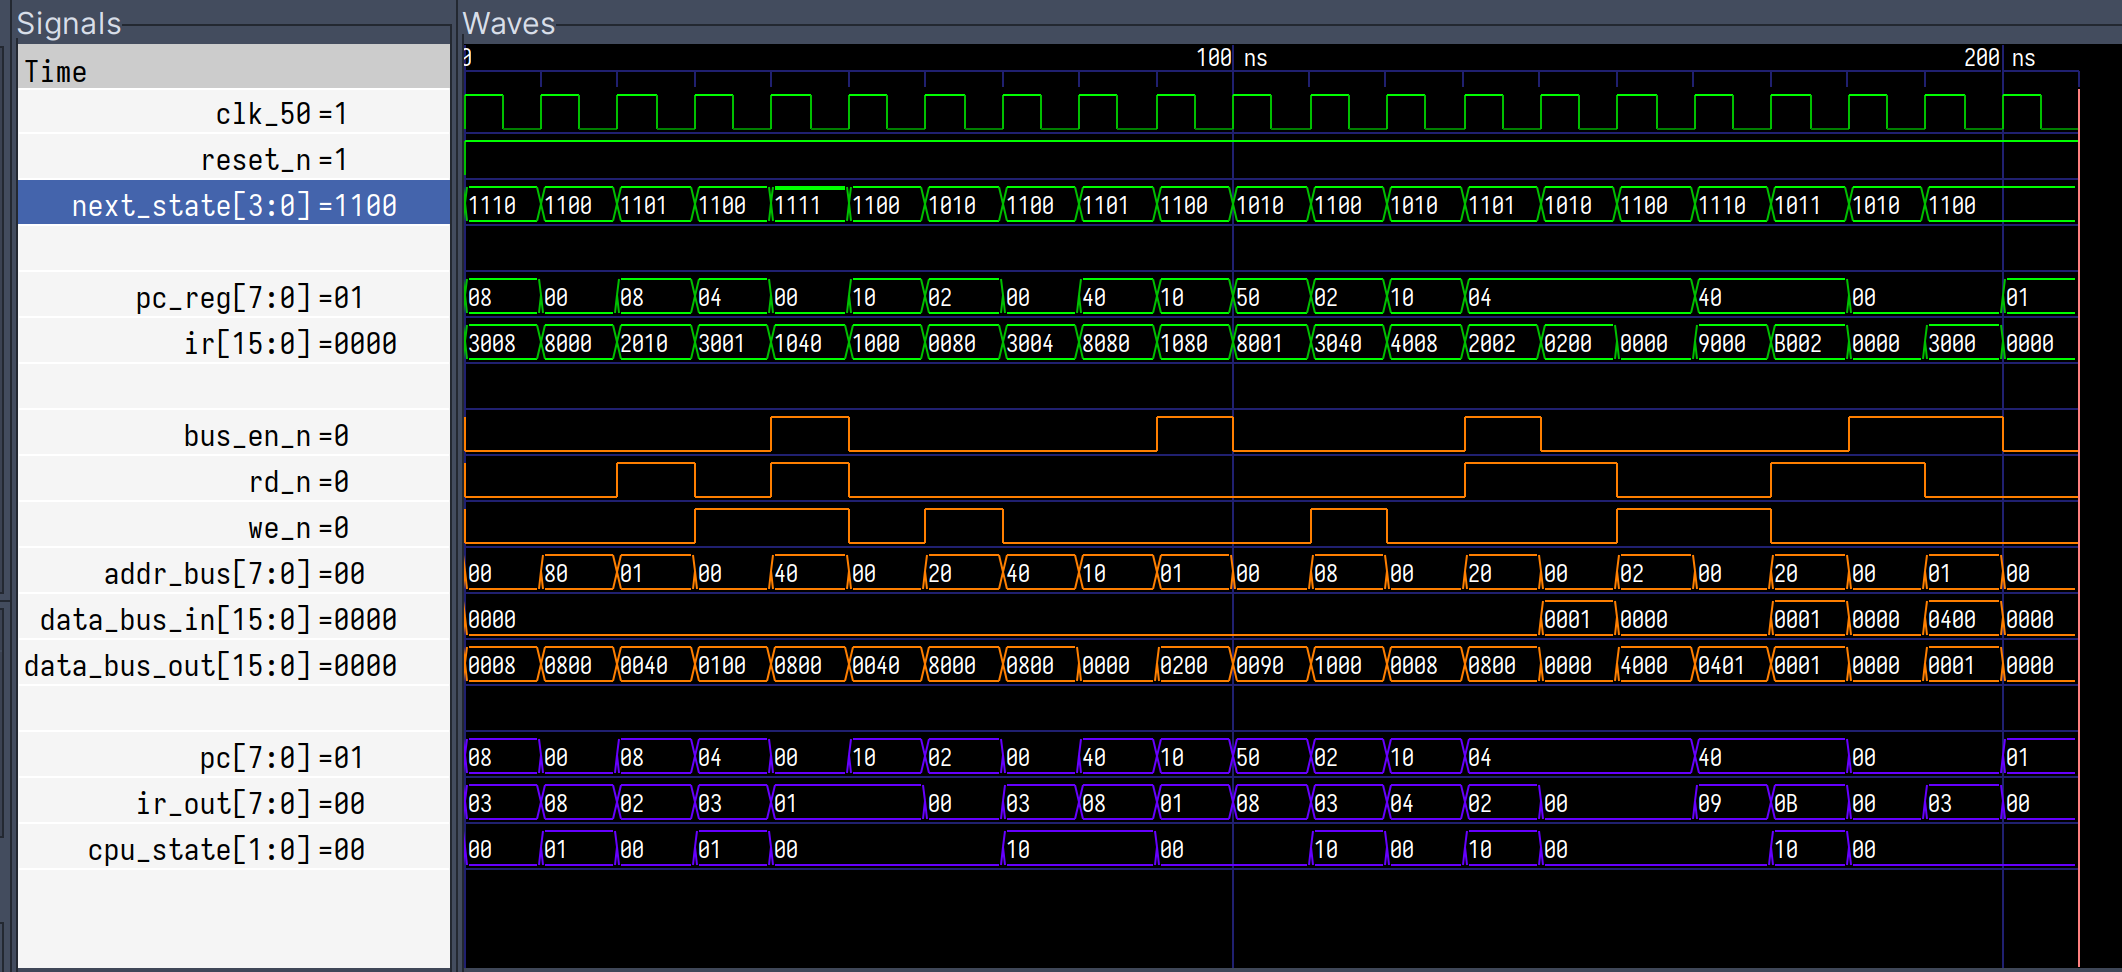 Signals Waves
0 100 ns 200 ns
Time
clk_50 =1
reset_n =1
next_state[3:0] =1100 1110 1100 1101 1100 1111 1100 1010 1100 1101 1100 1010 1100 1010 1101 1010 1100 1110 1011 1010 1100
pc_reg[7:0] =01 08 00 08 04 00 10 02 00 40 10 50 02 10 04 40 00 01
ir[15:0] =0000 3008 8000 2010 3001 1040 1000 0080 3004 8080 1080 8001 3040 4008 2002 0200 0000 9000 B002 0000 3000 0000
bus_en_n =0
rd_n =0
we_n =0
addr_bus[7:0] =00 00 80 01 00 40 00 20 40 10 01 00 08 00 20 00 02 00 20 00 01 00
data_bus_in[15:0] =0000 0000 0001 0000 0001 0000 0400 0000
data_bus_out[15:0] =0000 0008 0800 0040 0100 0800 0040 8000 0800 0000 0200 0090 1000 0008 0800 0000 4000 0401 0001 0000 0001 0000
pc[7:0] =01 08 00 08 04 00 10 02 00 40 10 50 02 10 04 40 00 01
ir_out[7:0] =00 03 08 02 03 01 00 03 08 01 08 03 04 02 00 09 0B 00 03 00
cpu_state[1:0] =00 00 01 00 01 00 10 00 10 00 10 00 10 00